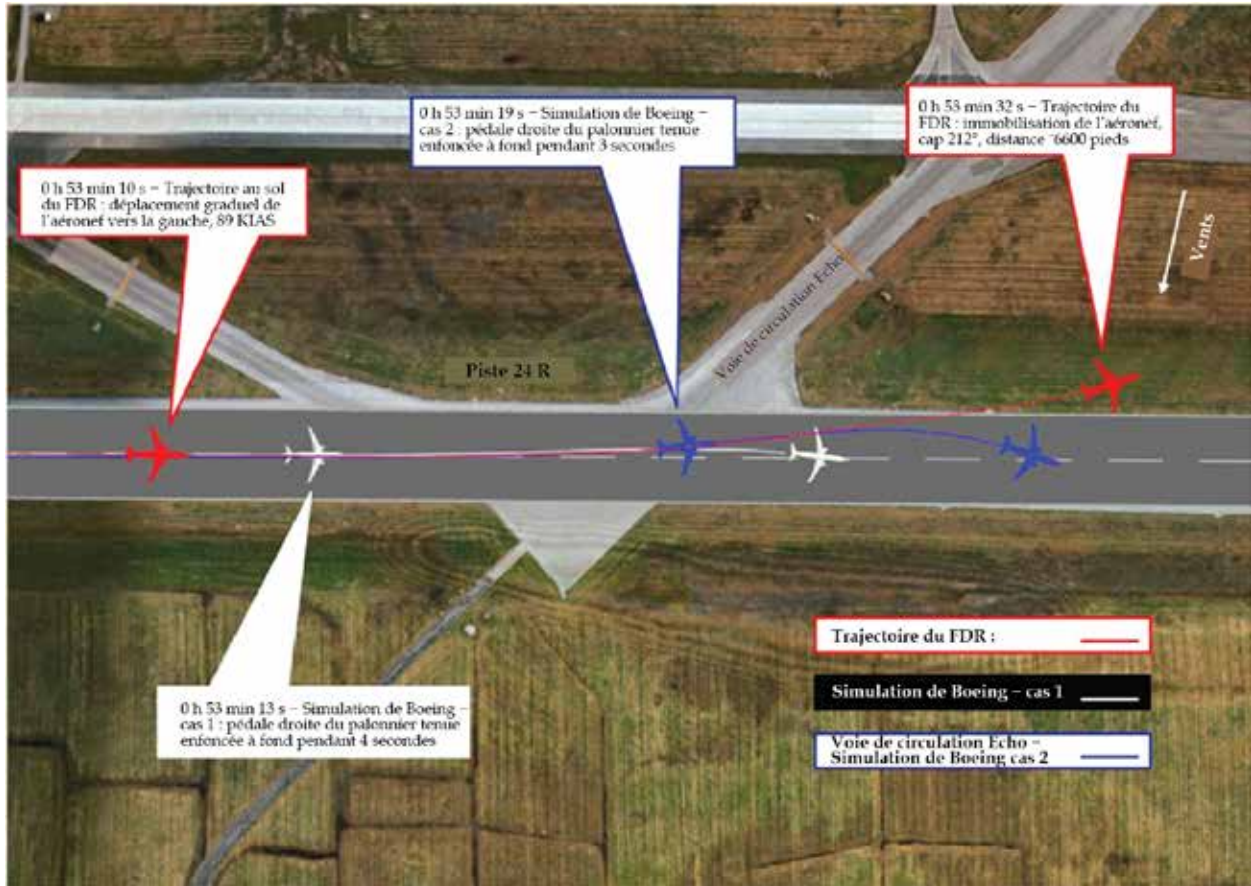 0 h 53 min 19 s – Simulation de Boeing –
cas 2 : pédale droite du palonnier tenue
enfoncée à fond pendant 3 secondes
0 h 53 min 32 s – Trajectoire du
FDR : immobilisation de l'aéronef,
cap 212°, distance ~6600 pieds
0 h 53 min 10 s – Trajectoire au sol
du FDR : déplacement graduel de
l'aéronef vers la gauche, 89 KIAS
Vents
Voie de circulation Echo
Piste 24 R
0 h 53 min 13 s – Simulation de Boeing –
cas 1 : pédale droite du palonnier tenue
enfoncée à fond pendant 4 secondes
Trajectoire du FDR :
Simulation de Boeing – cas 1
Voie de circulation Echo –
Simulation de Boeing cas 2